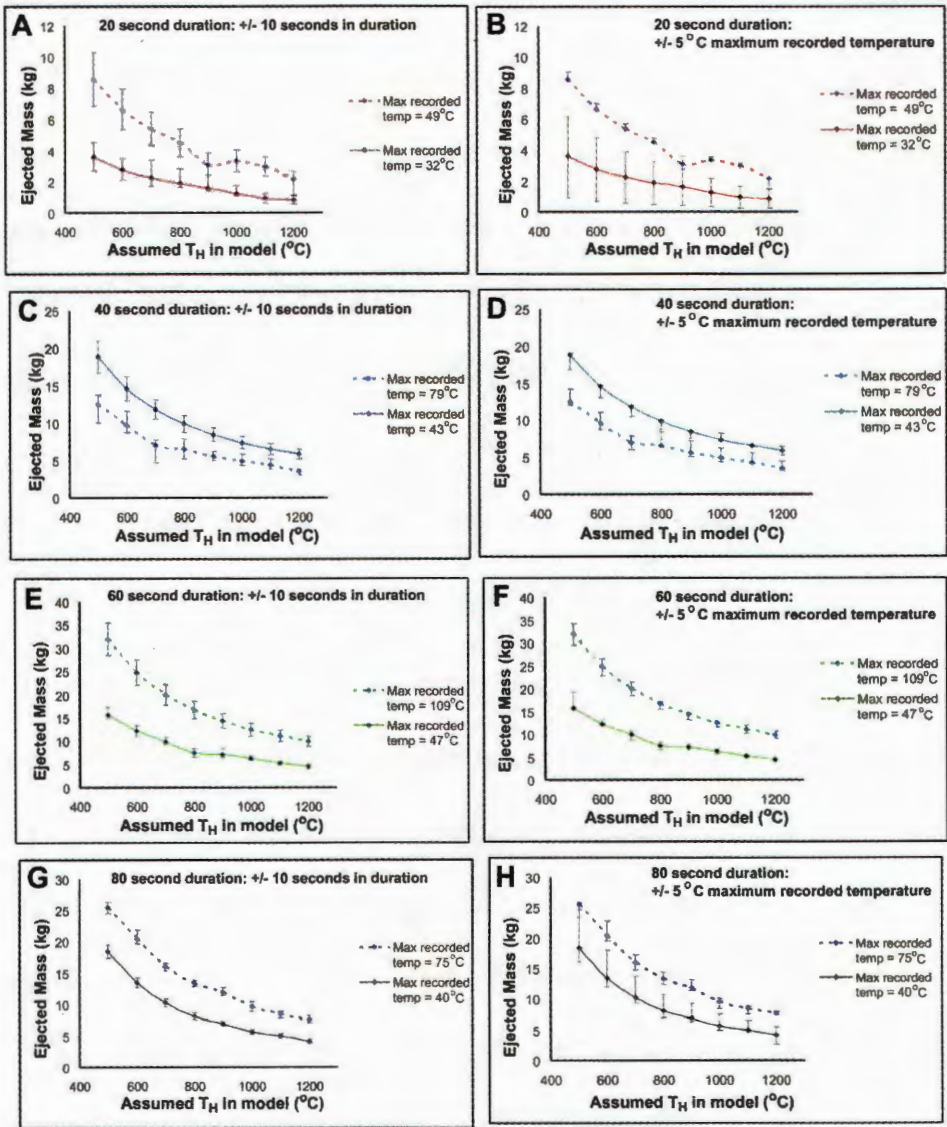 A
20 second duration: +/- 10 seconds in duration
12
10
8
6
4
2
0
Ejected Mass (kg)
400 600 800 1000 1200
Assumed T_H in model (°C)
Max recorded
temp = 49°C
Max recorded
temp = 32°C
B
20 second duration:
+/- 5°C maximum recorded temperature
12
10
8
6
4
2
0
Ejected Mass (kg)
400 600 800 1000 1200
Assumed T_H in model (°C)
Max recorded
temp = 49°C
Max recorded
temp = 32°C
C
40 second duration: +/- 10 seconds in duration
25
20
15
10
5
0
Ejected Mass (kg)
400 600 800 1000 1200
Assumed T_H in model (°C)
Max recorded
temp = 79°C
Max recorded
temp = 43°C
D
40 second duration:
+/- 5°C maximum recorded temperature
25
20
15
10
5
0
Ejected Mass (kg)
400 600 800 1000 1200
Assumed T_H in model (°C)
Max recorded
temp = 79°C
Max recorded
temp = 43°C
E
60 second duration: +/- 10 seconds in duration
40
35
30
25
20
15
10
5
0
Ejected Mass (kg)
400 600 800 1000 1200
Assumed T_H in model (°C)
Max recorded
temp = 109°C
Max recorded
temp = 47°C
F
60 second duration:
+/- 5°C maximum recorded temperature
40
35
30
25
20
15
10
5
0
Ejected Mass (kg)
400 600 800 1000 1200
Assumed T_H in model (°C)
Max recorded
temp = 109°C
Max recorded
temp = 47°C
G
80 second duration: +/- 10 seconds in duration
30
25
20
15
10
5
0
Ejected Mass (kg)
400 600 800 1000 1200
Assumed T_H in model (°C)
Max recorded
temp = 75°C
Max recorded
temp = 40°C
H
80 second duration:
+/- 5°C maximum recorded temperature
30
25
20
15
10
5
0
Ejected Mass (kg)
400 600 800 1000 1200
Assumed T_H in model (°C)
Max recorded
temp = 75°C
Max recorded
temp = 40°C